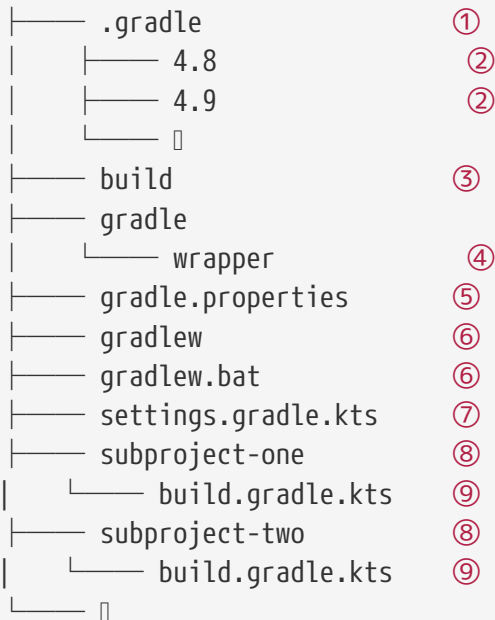 ├── .gradle ①
│ ├── 4.8 ②
│ ├── 4.9 ②
│ └── ▯
├── build ③
├── gradle
│ └── wrapper ④
├── gradle.properties ⑤
├── gradlew ⑥
├── gradlew.bat ⑥
├── settings.gradle.kts ⑦
├── subproject-one ⑧
| └── build.gradle.kts ⑨
├── subproject-two ⑧
| └── build.gradle.kts ⑨
└── ▯